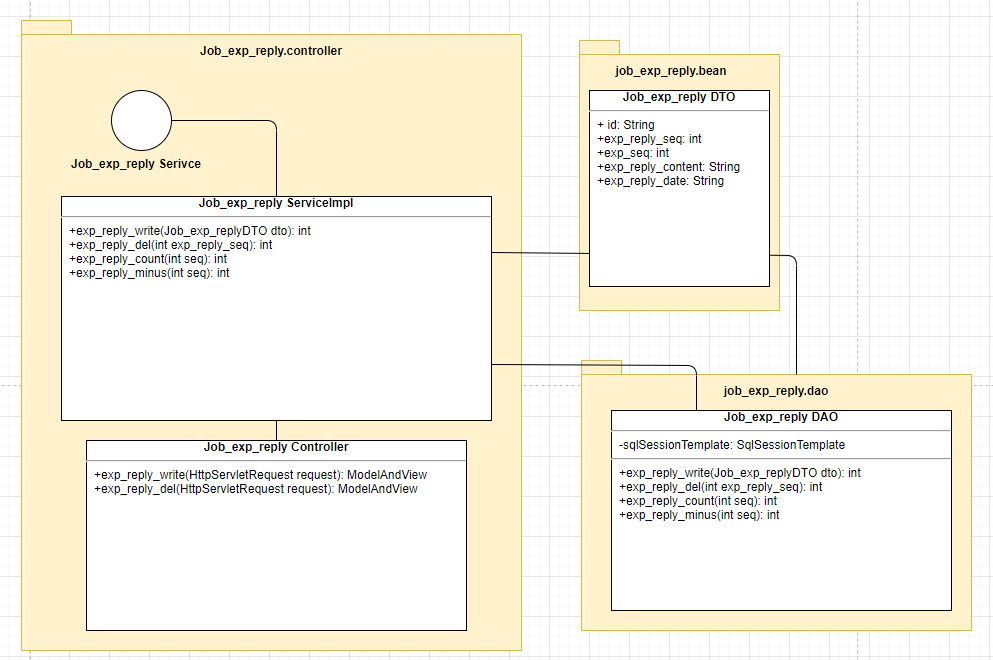 Job_exp_reply.controller
Job_exp_reply Serivce
Job_exp_reply ServiceImpl
+exp_reply_write(Job_exp_replyDTO dto): int
+exp_reply_del(int exp_reply_seq): int
+exp_reply_count(int seq): int
+exp_reply_minus(int seq): int
Job_exp_reply Controller
+exp_reply_write(HttpServletRequest request): ModelAndView
+exp_reply_del(HttpServletRequest request): ModelAndView
job_exp_reply.bean
Job_exp_reply DTO
+ id: String
+exp_reply_seq: int
+exp_seq: int
+exp_reply_content: String
+exp_reply_date: String
job_exp_reply.dao
Job_exp_reply DAO
-sqlSessionTemplate: SqlSessionTemplate
+exp_reply_write(Job_exp_replyDTO dto): int
+exp_reply_del(int exp_reply_seq): int
+exp_reply_count(int seq): int
+exp_reply_minus(int seq): int